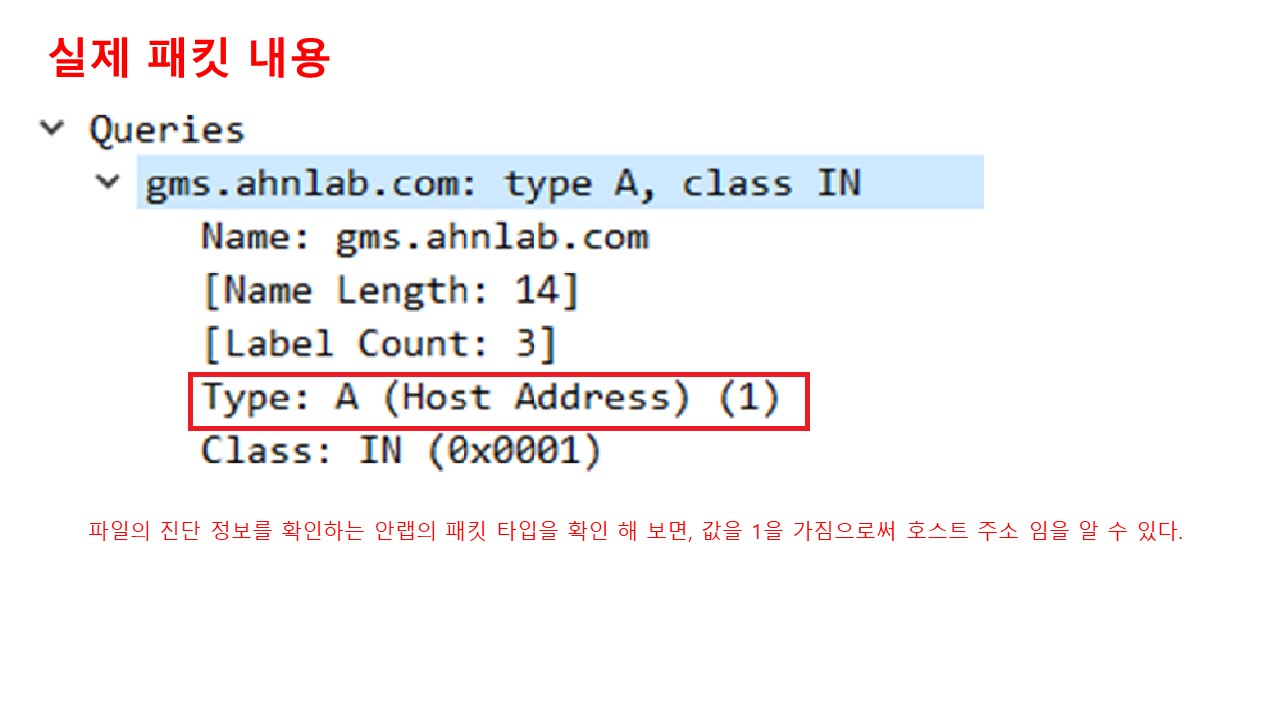 실제 패킷 내용
Queries
gms.ahnlab.com: type A, class IN
Name: gms.ahnlab.com
[Name Length: 14]
[Label Count: 3]
Type: A (Host Address) (1)
Class: IN (0x0001)
파일의 진단 정보를 확인하는 안랩의 패킷 타입을 확인 해 보면, 값을 1을 가짐으로써 호스트 주소 임을 알 수 있다.